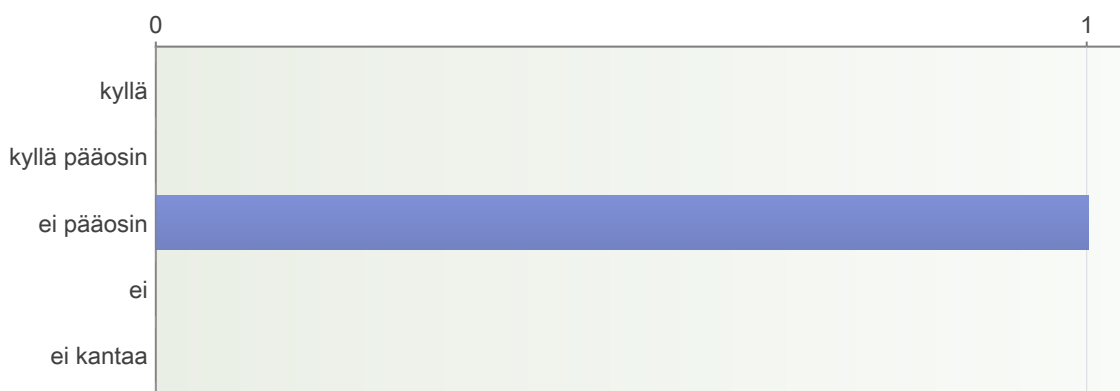 0 1
kyllä
kyllä pääosin
ei pääosin
ei
ei kantaa